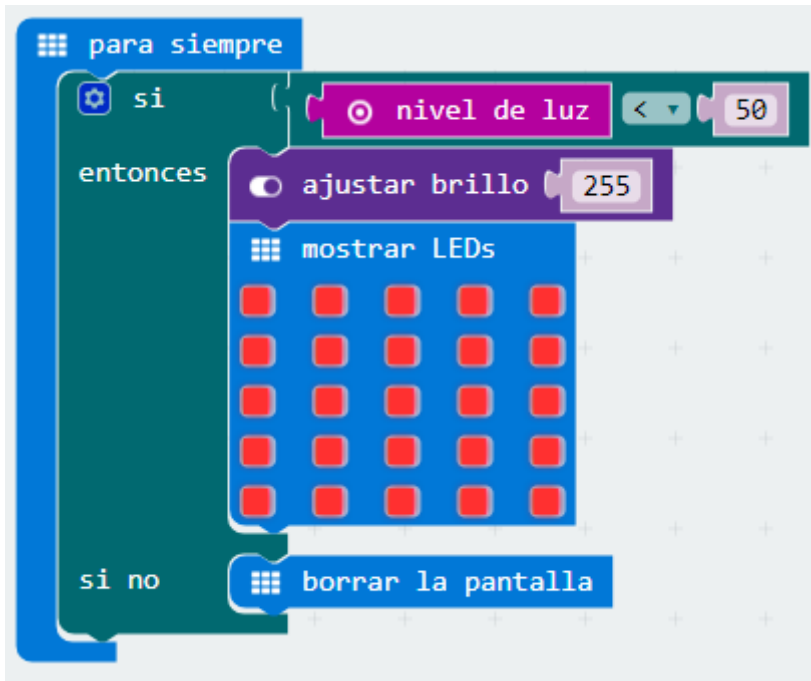 para siempre
si nivel de luz < 50
entonces ajustar brillo 255
mostrar LEDs
si no borrar la pantalla